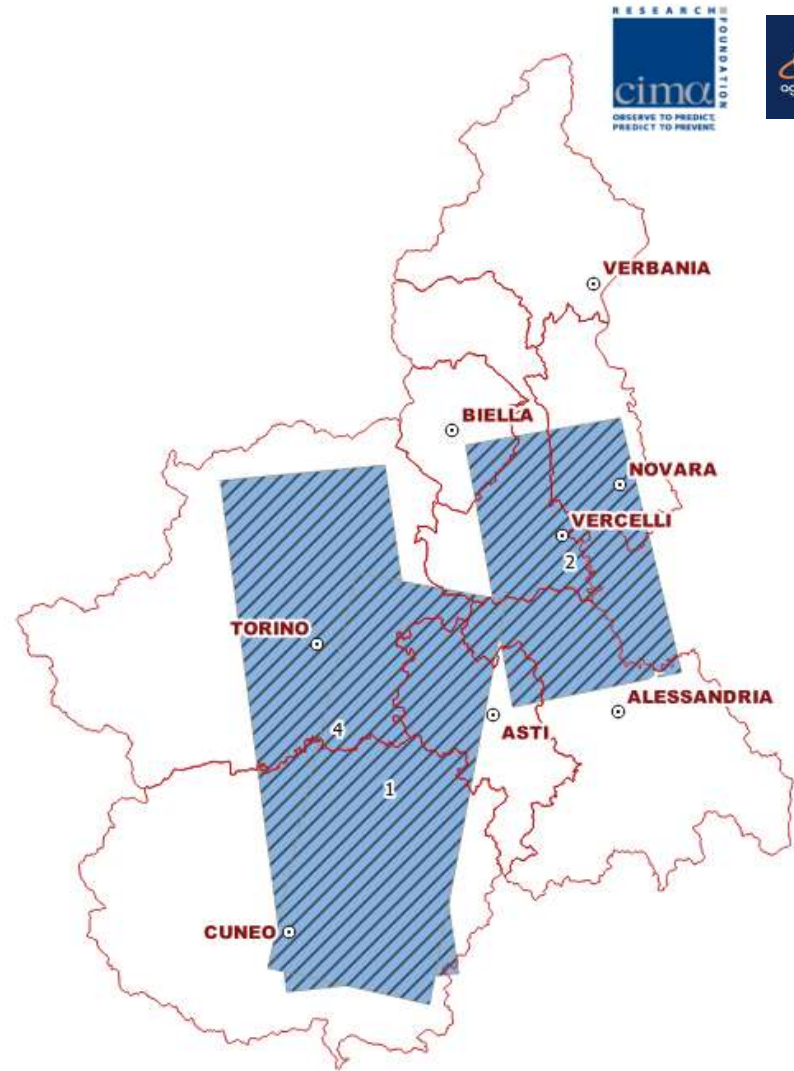 RESEARCH
FOUNDATION
cima
OBSERVE TO PREDICT,
PREDICT TO PREVENT.
VERBANIA
BIELLA
NOVARA
VERCELLI
2
TORINO
ALESSANDRIA
ASTI
4
1
CUNEO